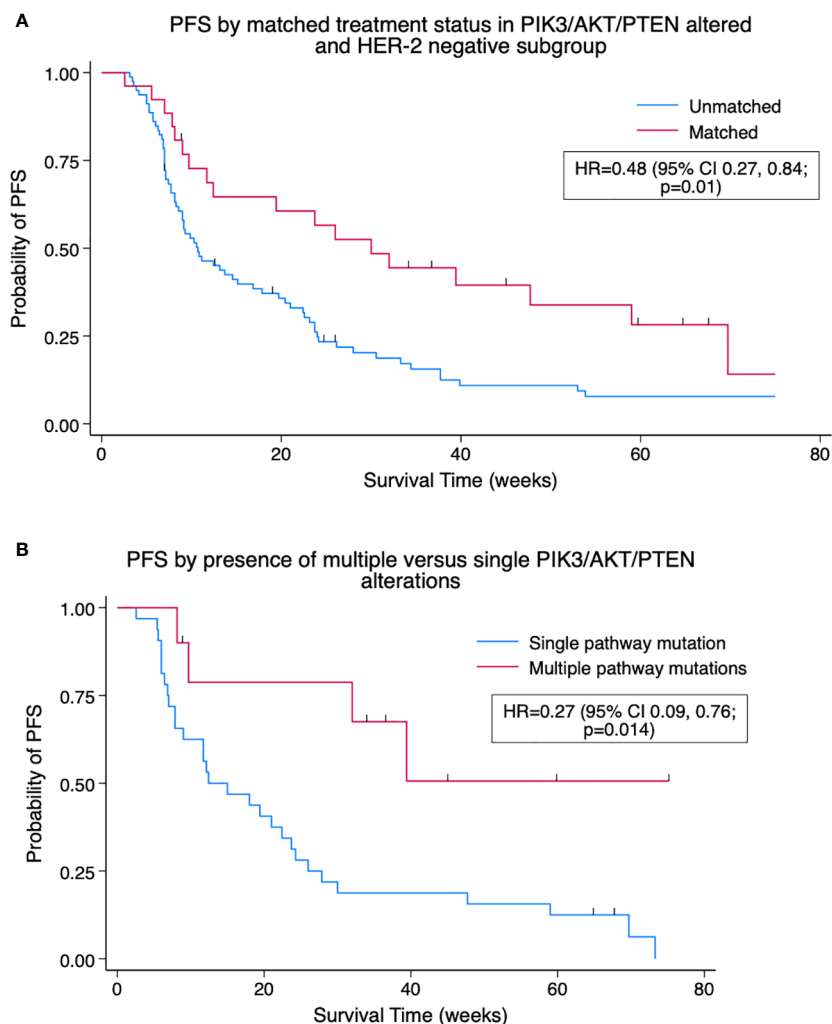 A
PFS by matched treatment status in PIK3/AKT/PTEN altered
and HER-2 negative subgroup
1.00
0.75
0.50
0.25
0.00
Probability of PFS
Unmatched
Matched
HR=0.48 (95% CI 0.27, 0.84;
p=0.01)
0
20
40
60
80
Survival Time (weeks)
B
PFS by presence of multiple versus single PIK3/AKT/PTEN
alterations
1.00
0.75
0.50
0.25
0.00
Probability of PFS
Single pathway mutation
Multiple pathway mutations
HR=0.27 (95% CI 0.09, 0.76;
p=0.014)
0
20
40
60
80
Survival Time (weeks)